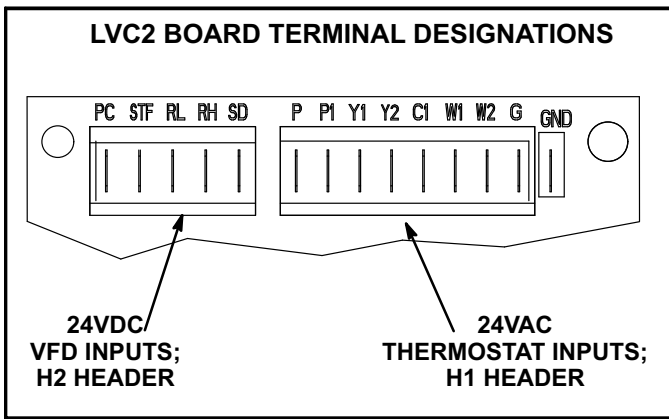 LVC2 BOARD TERMINAL DESIGNATIONS
PC STF RL RH SD P P1 Y1 Y2 C1 W1 W2 G GND
24VDC
VFD INPUTS;
H2 HEADER
24VAC
THERMOSTAT INPUTS;
H1 HEADER